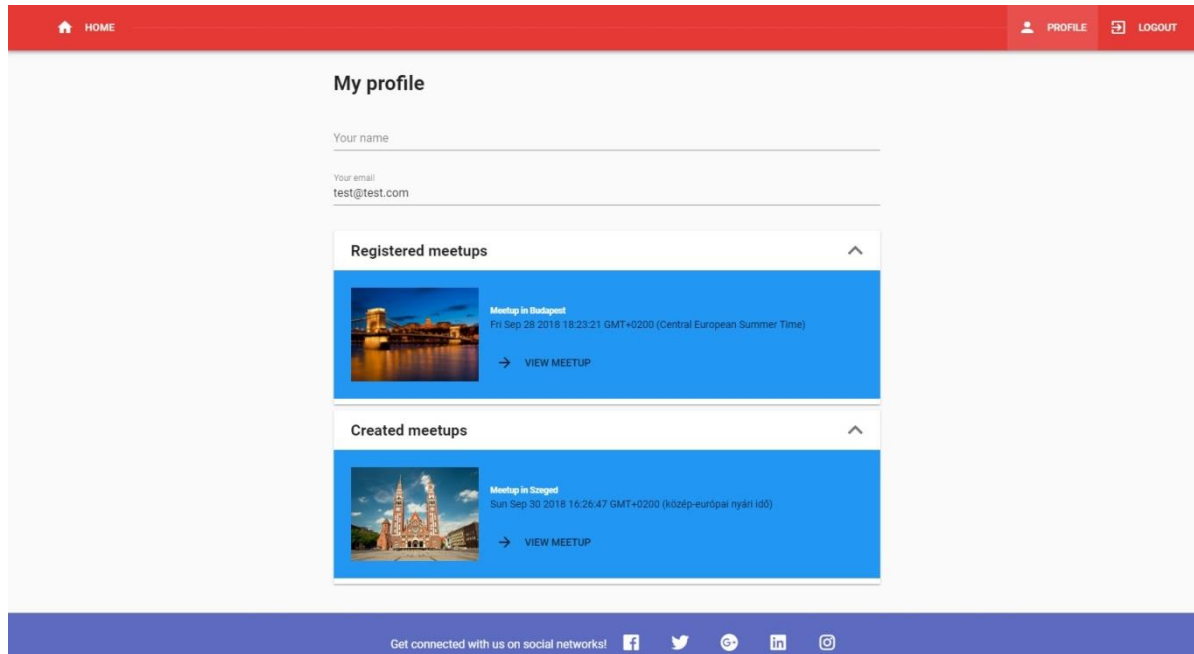 HOME
PROFILE
LOGOUT
My profile
Your name
Your email
test@test.com
Registered meetups
Meetup in Budapest
Fri Sep 28 2018 18:23:21 GMT+0200 (Central European Summer Time)
VIEW MEETUP
Created meetups
Meetup in Szeged
Sun Sep 30 2018 16:26:47 GMT+0200 (közép-európai nyári idő)
VIEW MEETUP
Get connected with us on social networks!